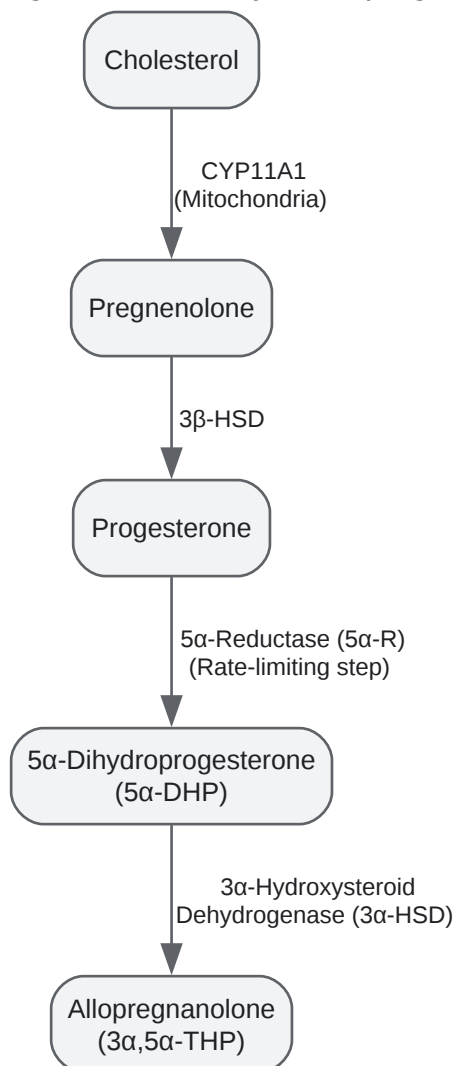 Cholesterol
CYP11A1
(Mitochondria)
Pregnenolone
3β-HSD
Progesterone
5α-Reductase (5α-R)
(Rate-limiting step)
5α-Dihydroprogesterone
(5α-DHP)
3α-Hydroxysteroid
Dehydrogenase (3α-HSD)
Allopregnanolone
(3α,5α-THP)